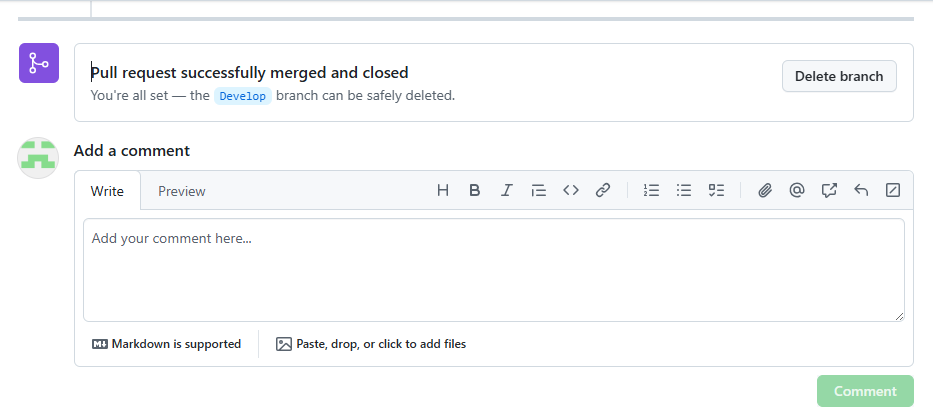 Pull request successfully merged and closed
Delete branch
You're all set — the Develop branch can be safely deleted.
Add a comment
Write
Preview
Add your comment here...
Markdown is supported
Paste, drop, or click to add files
Comment